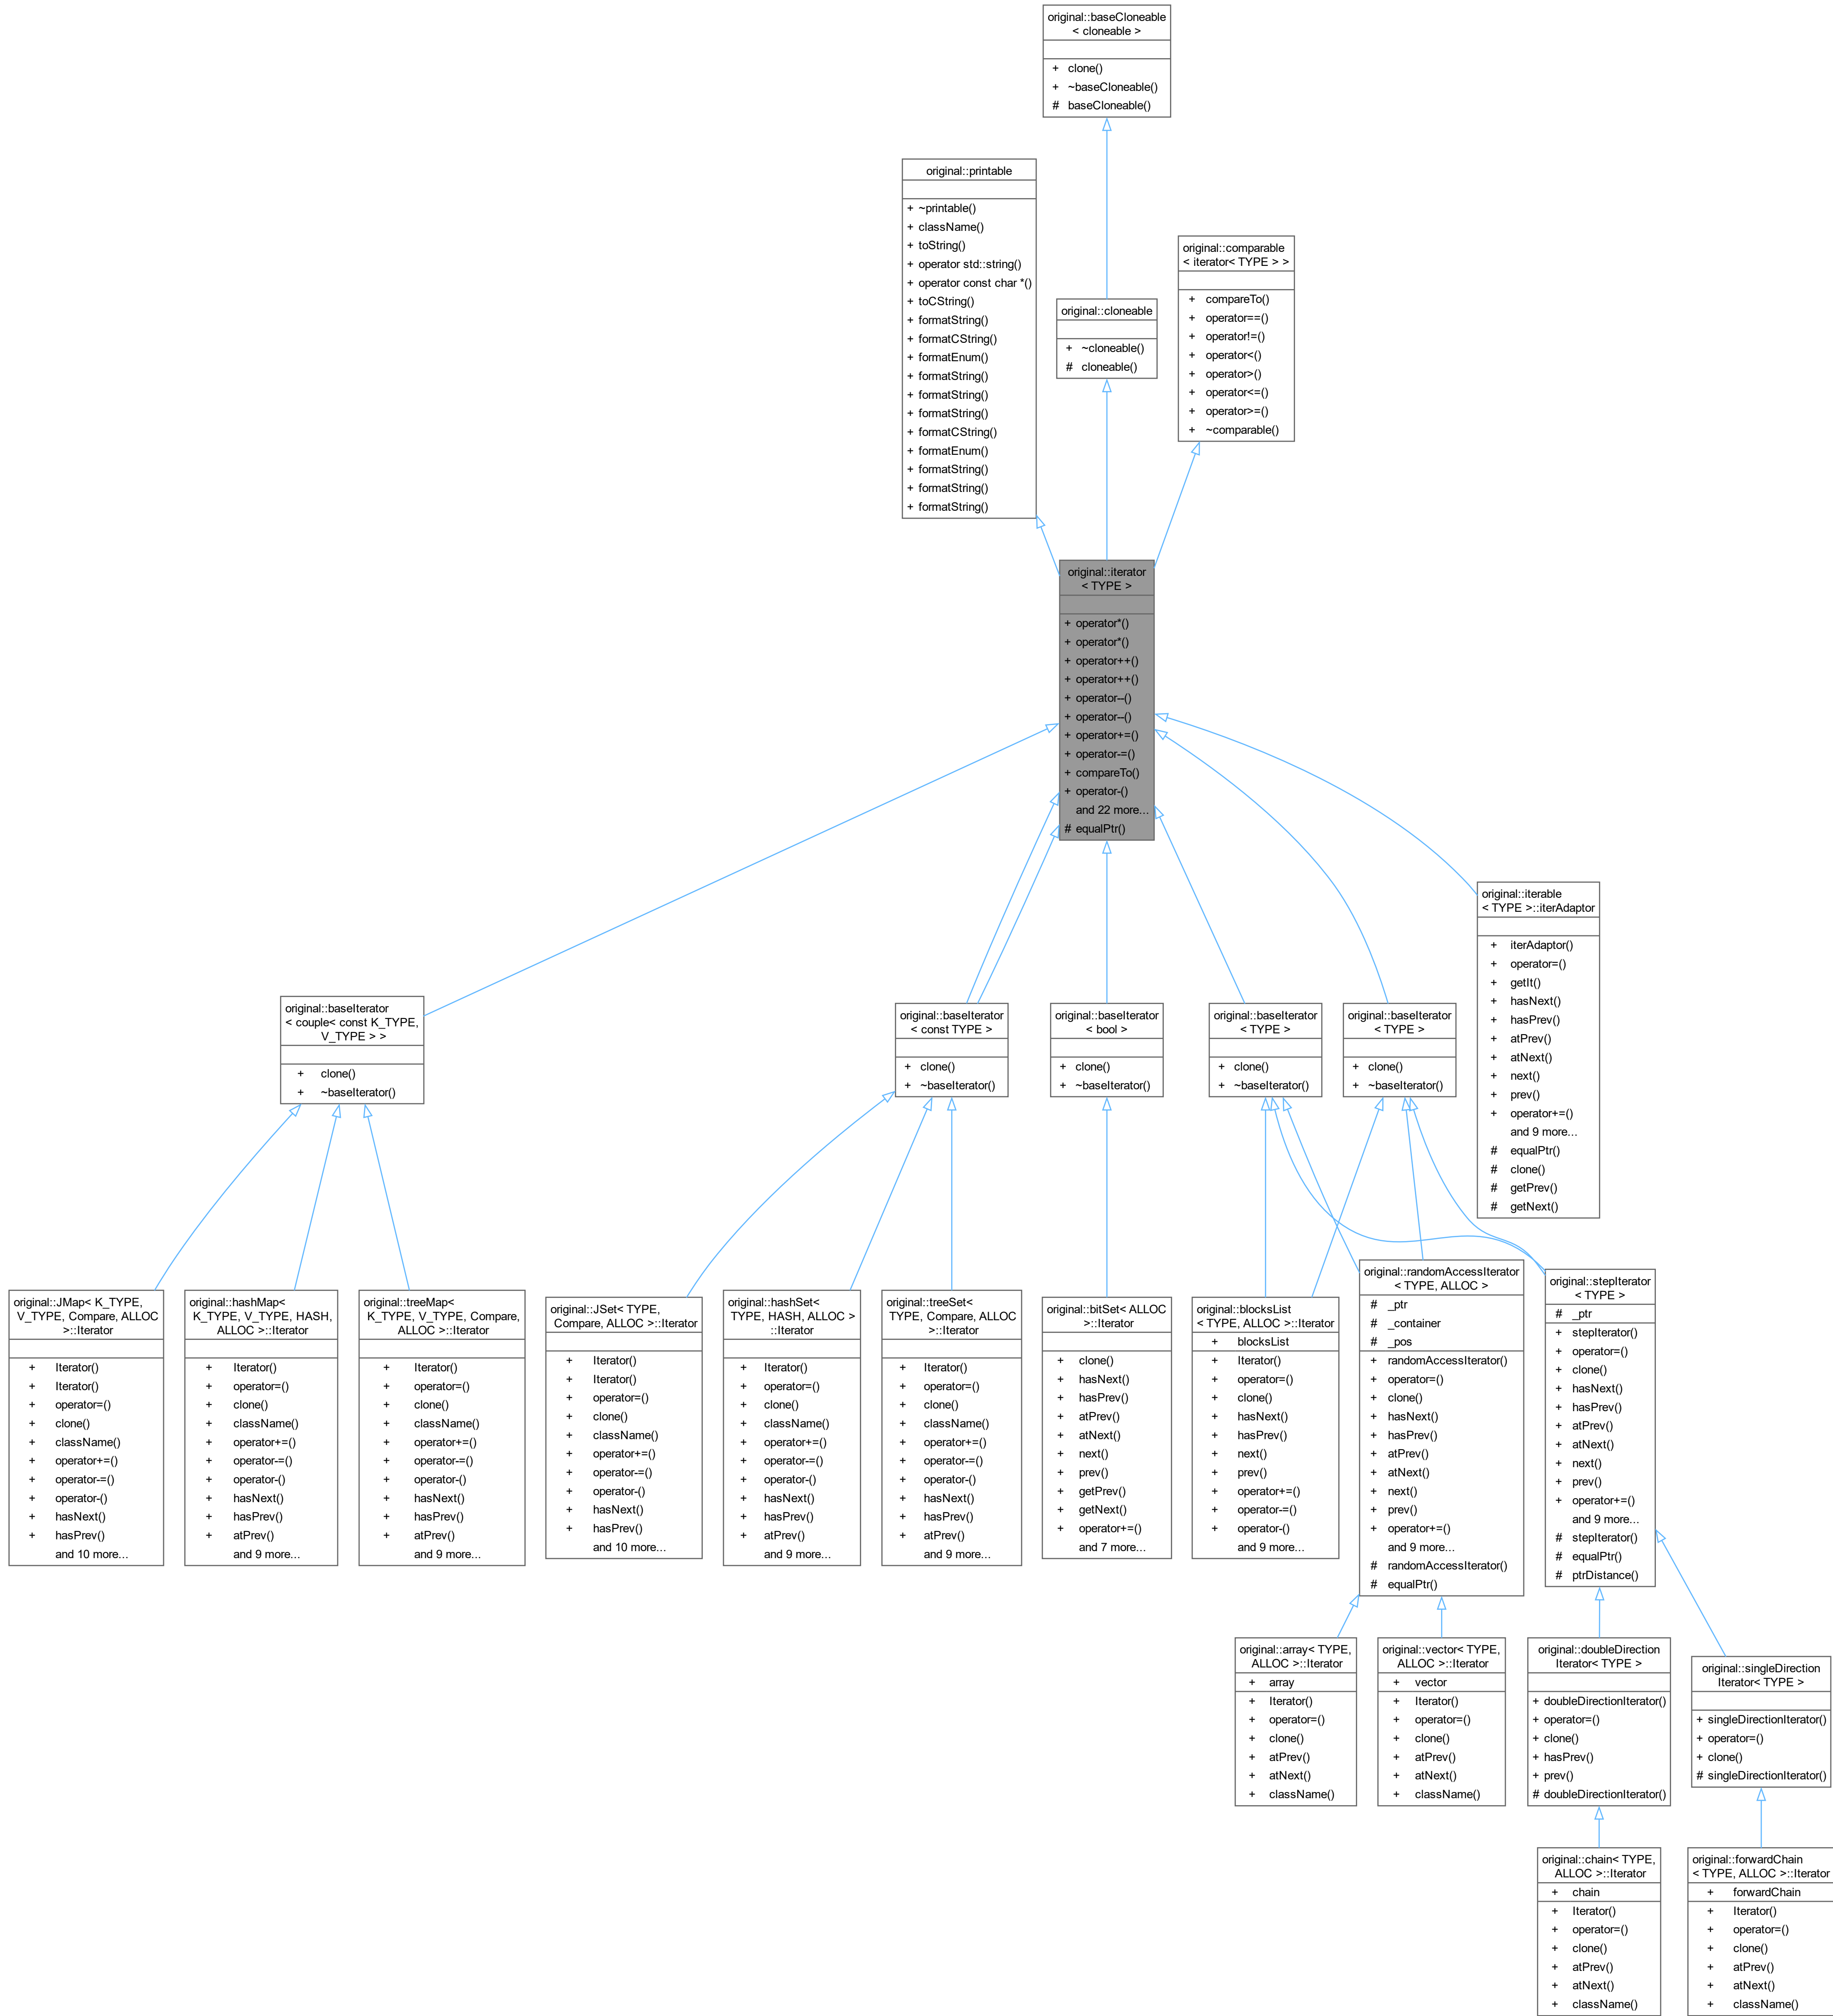 original::baseCloneable
< cloneable >
+ clone()
+ ~baseCloneable()
# baseCloneable()
original::printable
+ ~printable()
+ className()
+ toString()
+ operator std::string()
+ operator const char *()
+ toCString()
+ formatString()
+ formatCString()
+ formatEnum()
+ formatString()
+ formatString()
+ formatString()
+ formatCString()
+ formatEnum()
+ formatString()
+ formatString()
+ formatString()
original::cloneable
+ ~cloneable()
# cloneable()
original::comparable
< iterator< TYPE > >
+ compareTo()
+ operator==()
+ operator!=()
+ operator<()
+ operator>()
+ operator<=()
+ operator>=()
+ ~comparable()
original::iterator
< TYPE >
+ operator*()
+ operator*()
+ operator++()
+ operator++()
+ operator--()
+ operator--()
+ operator+=()
+ operator-=()
+ compareTo()
+ operator-()
and 22 more...
# equalPtr()
original::baseIterator
< couple< const K_TYPE,
V_TYPE > >
+ clone()
+ ~baseIterator()
original::baseIterator
< const TYPE >
+ clone()
+ ~baseIterator()
original::baseIterator
< bool >
+ clone()
+ ~baseIterator()
original::baseIterator
< TYPE >
+ clone()
+ ~baseIterator()
original::baseIterator
< TYPE >
+ clone()
+ ~baseIterator()
original::iterable
< TYPE >::iterAdaptor
+ iterAdaptor()
+ operator=()
+ getIt()
+ hasNext()
+ hasPrev()
+ atPrev()
+ atNext()
+ next()
+ prev()
+ operator+=()
and 9 more...
# equalPtr()
# clone()
# getPrev()
# getNext()
original::JMap< K_TYPE,
V_TYPE, Compare, ALLOC
>::Iterator
+ Iterator()
+ Iterator()
+ operator=()
+ clone()
+ className()
+ operator+=()
+ operator-=()
+ operator-()
+ hasNext()
+ hasPrev()
and 10 more...
original::hashMap<
K_TYPE, V_TYPE, HASH,
ALLOC >::Iterator
+ Iterator()
+ operator=()
+ clone()
+ className()
+ operator+=()
+ operator-=()
+ operator-()
+ hasNext()
+ hasPrev()
+ atPrev()
and 9 more...
original::treeMap<
K_TYPE, V_TYPE, Compare,
ALLOC >::Iterator
+ Iterator()
+ operator=()
+ clone()
+ className()
+ operator+=()
+ operator-=()
+ operator-()
+ hasNext()
+ hasPrev()
+ atPrev()
and 9 more...
original::JSet< TYPE,
Compare, ALLOC >::Iterator
+ Iterator()
+ Iterator()
+ operator=()
+ clone()
+ className()
+ operator+=()
+ operator-=()
+ operator-()
+ hasNext()
+ hasPrev()
and 10 more...
original::hashSet<
TYPE, HASH, ALLOC >
::Iterator
+ Iterator()
+ operator=()
+ clone()
+ className()
+ operator+=()
+ operator-=()
+ operator-()
+ hasNext()
+ hasPrev()
+ atPrev()
and 9 more...
original::treeSet<
TYPE, Compare, ALLOC
>::Iterator
+ Iterator()
+ operator=()
+ clone()
+ className()
+ operator+=()
+ operator-=()
+ operator-()
+ hasNext()
+ hasPrev()
+ atPrev()
and 9 more...
original::bitSet< ALLOC
>::Iterator
+ clone()
+ hasNext()
+ hasPrev()
+ atPrev()
+ atNext()
+ next()
+ prev()
+ getPrev()
+ getNext()
+ operator+=()
and 7 more...
original::blocksList
< TYPE, ALLOC >::Iterator
+ blocksList
+ Iterator()
+ operator=()
+ clone()
+ hasNext()
+ hasPrev()
+ next()
+ prev()
+ operator+=()
+ operator-=()
+ operator-()
and 9 more...
original::randomAccessIterator
< TYPE, ALLOC >
# _ptr
# _container
# _pos
+ randomAccessIterator()
+ operator=()
+ clone()
+ hasNext()
+ hasPrev()
+ atPrev()
+ atNext()
+ next()
+ prev()
+ operator+=()
and 9 more...
# randomAccessIterator()
# equalPtr()
original::stepIterator
< TYPE >
# _ptr
+ stepIterator()
+ operator=()
+ clone()
+ hasNext()
+ hasPrev()
+ atPrev()
+ atNext()
+ next()
+ prev()
+ operator+=()
and 9 more...
# stepIterator()
# equalPtr()
# ptrDistance()
original::array< TYPE,
ALLOC >::Iterator
+ array
+ Iterator()
+ operator=()
+ clone()
+ atPrev()
+ atNext()
+ className()
original::vector< TYPE,
ALLOC >::Iterator
+ vector
+ Iterator()
+ operator=()
+ clone()
+ atPrev()
+ atNext()
+ className()
original::doubleDirection
Iterator< TYPE >
+ doubleDirectionIterator()
+ operator=()
+ clone()
+ hasPrev()
+ prev()
# doubleDirectionIterator()
original::singleDirection
Iterator< TYPE >
+ singleDirectionIterator()
+ operator=()
+ clone()
# singleDirectionIterator()
original::chain< TYPE,
ALLOC >::Iterator
+ chain
+ Iterator()
+ operator=()
+ clone()
+ atPrev()
+ atNext()
+ className()
original::forwardChain
< TYPE, ALLOC >::Iterator
+ forwardChain
+ Iterator()
+ operator=()
+ clone()
+ atPrev()
+ atNext()
+ className()